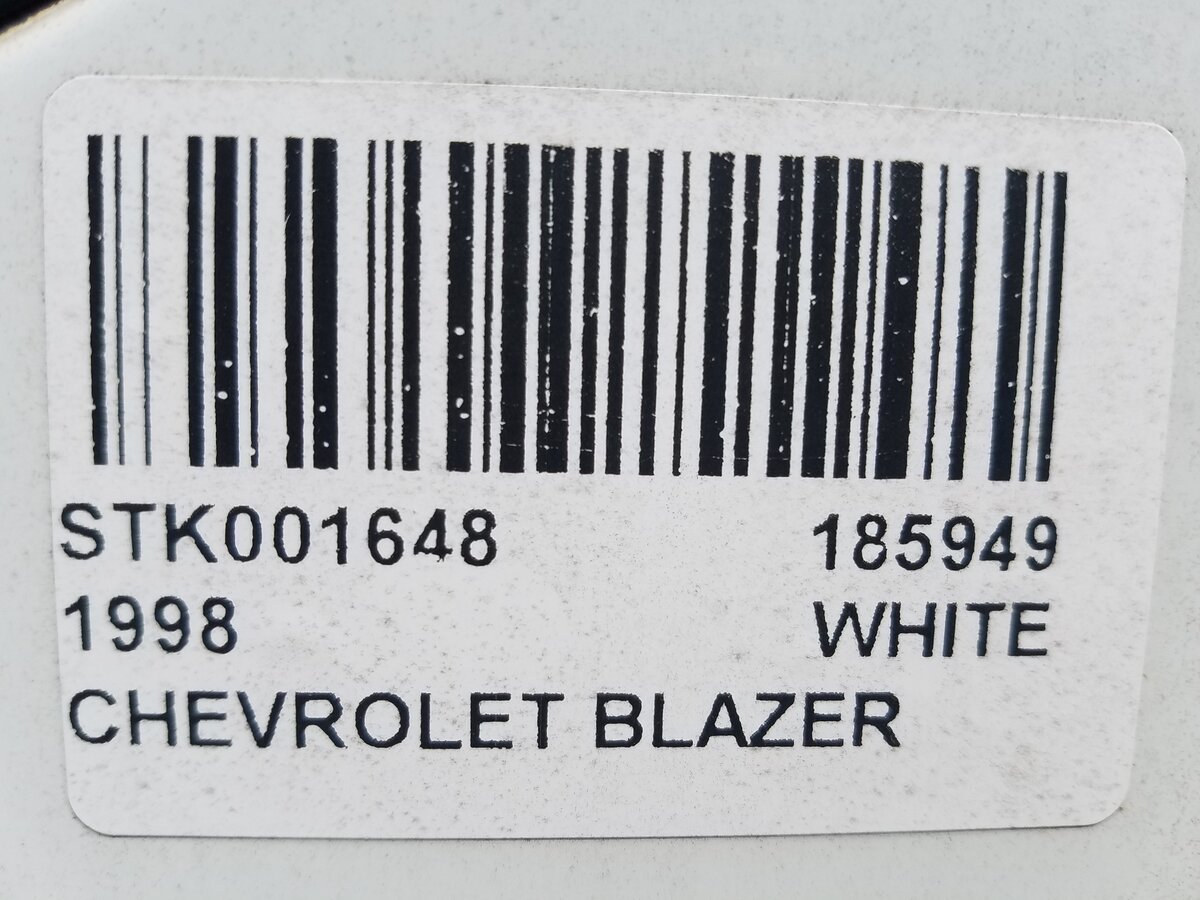 STK001648 185949
1998 WHITE
CHEVROLET BLAZER